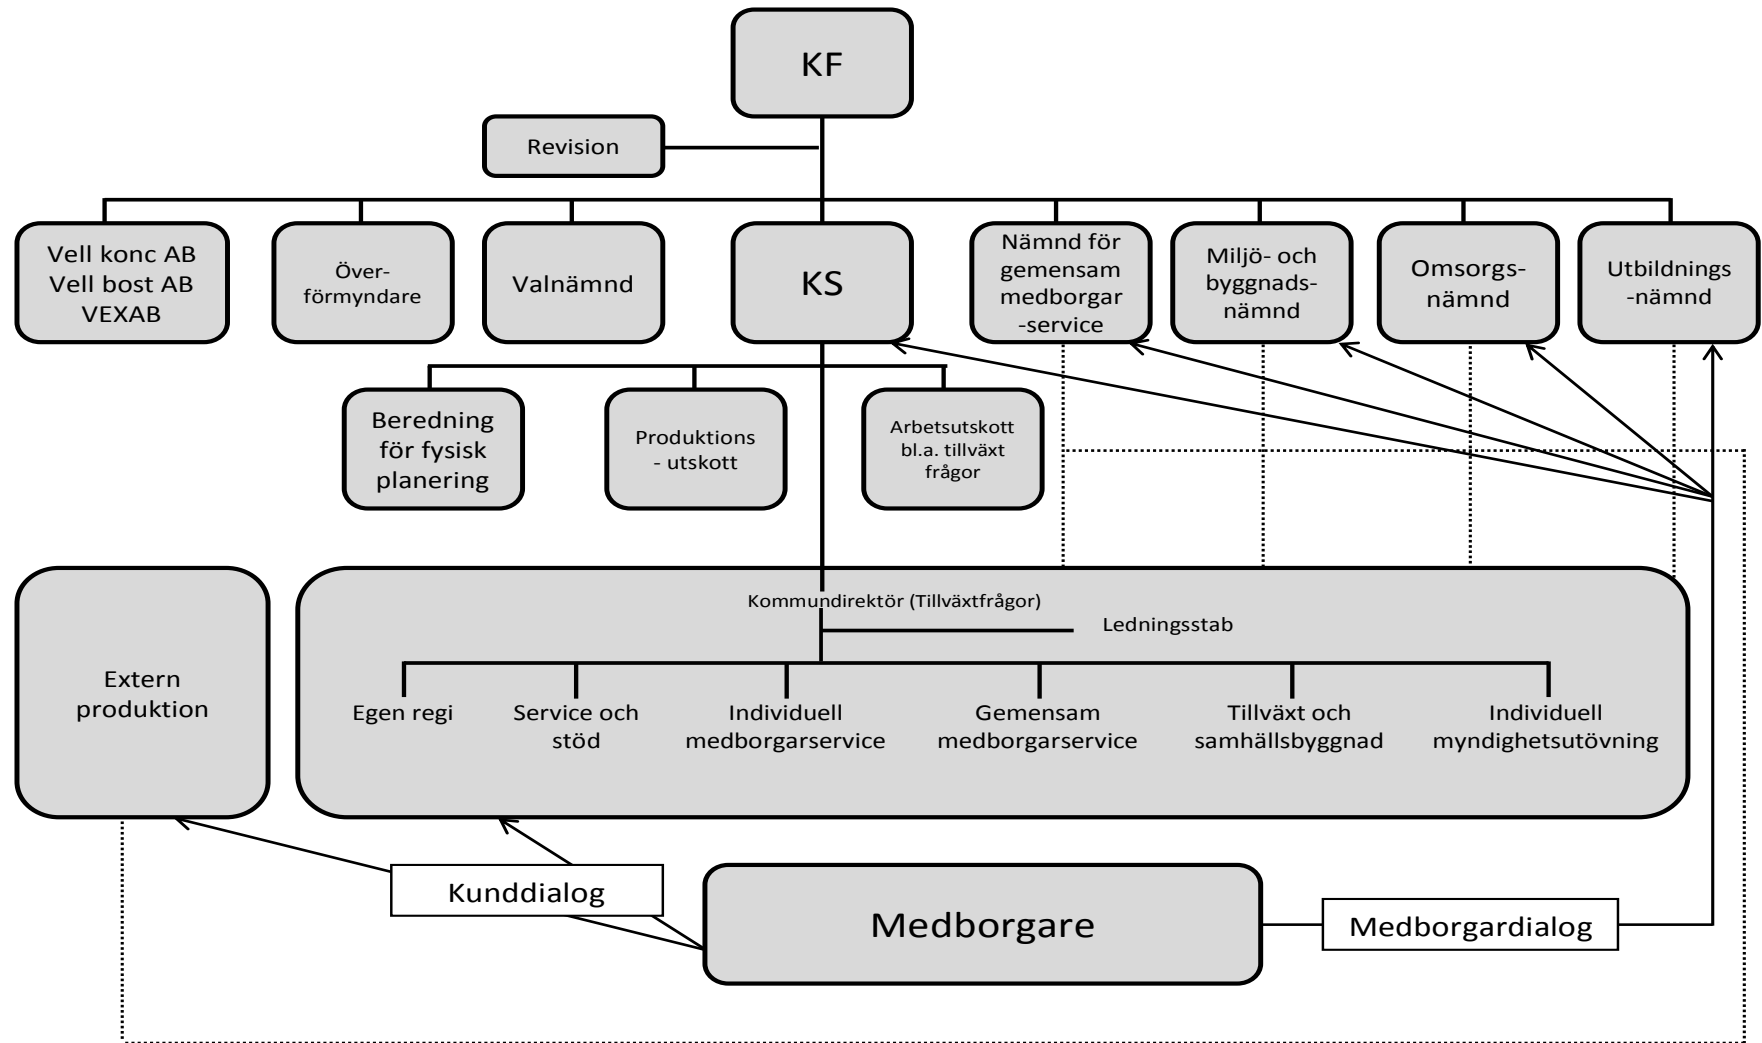 KF
Revision
Vell konc AB
Vell bost AB
VEXAB
Över-
förmyndare
Valnämnd
KS
Nämnd för
gemensam
medborgar
-service
Miljö- och
byggnads-
nämnd
Omsorgs-
nämnd
Utbildnings
-nämnd
Beredning
för fysisk
planering
Produktions
- utskott
Arbetsutskott
bl.a. tillväxt
frågor
Extern
produktion
Kommundirektör (Tillväxtfrågor)
Ledningsstab
Egen regi
Service och
stöd
Individuell
medborgarservice
Gemensam
medborgarservice
Tillväxt och
samhällsbyggnad
Individuell
myndighetsutövning
Kunddialog
Medborgare
Medborgardialog